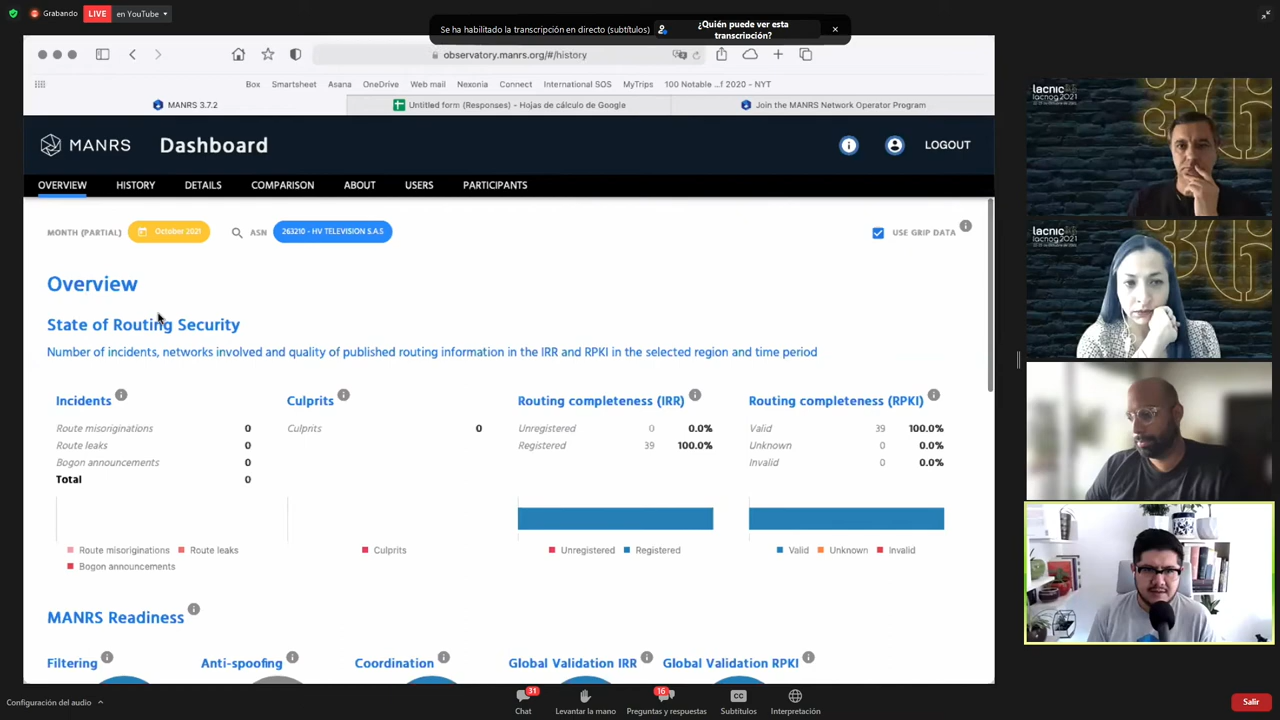 Grabando
LIVE
en YouTube
Se ha habilitado la transcripción en directo (subtítulos)
¿Quién puede ver esta transcripción?
observatory.manrs.org/#/history
Box Smartsheet Asana OneDrive Web mail Nexonia Connect International SOS MyTrips 100 Notable ...f 2020 - NYT
MANRS 3.7.2
Untitled form (Responses) - Hojas de cálculo de Google
Join the MANRS Network Operator Program
MANRS
Dashboard
LOGOUT
OVERVIEW HISTORY DETAILS COMPARISON ABOUT USERS PARTICIPANTS
MONTH (PARTIAL) October 2021 ASN 263210 - HV TELEVISION S.A.S USE GRIP DATA
Overview
State of Routing Security
Number of incidents, networks involved and quality of published routing information in the IRR and RPKI in the selected region and time period
Incidents
Route misoriginations 0
Route leaks 0
Bogon announcements 0
Total 0
Route misoriginations Route leaks
Bogon announcements
Culprits
Culprits 0
Culprits
Routing completeness (IRR)
Unregistered 0 0.0%
Registered 39 100.0%
Unregistered Registered
Routing completeness (RPKI)
Valid 39 100.0%
Unknown 0 0.0%
Invalid 0 0.0%
Valid Unknown Invalid
MANRS Readiness
Filtering Anti-spoofing Coordination Global Validation IRR Global Validation RPKI
lacnic
lacnog2021
lacnic
lacnog2021
36
Configuración del audio
31
Chat
Levantar la mano
16
Preguntas y respuestas
CC
Subtítulos
Interpretación
Salir